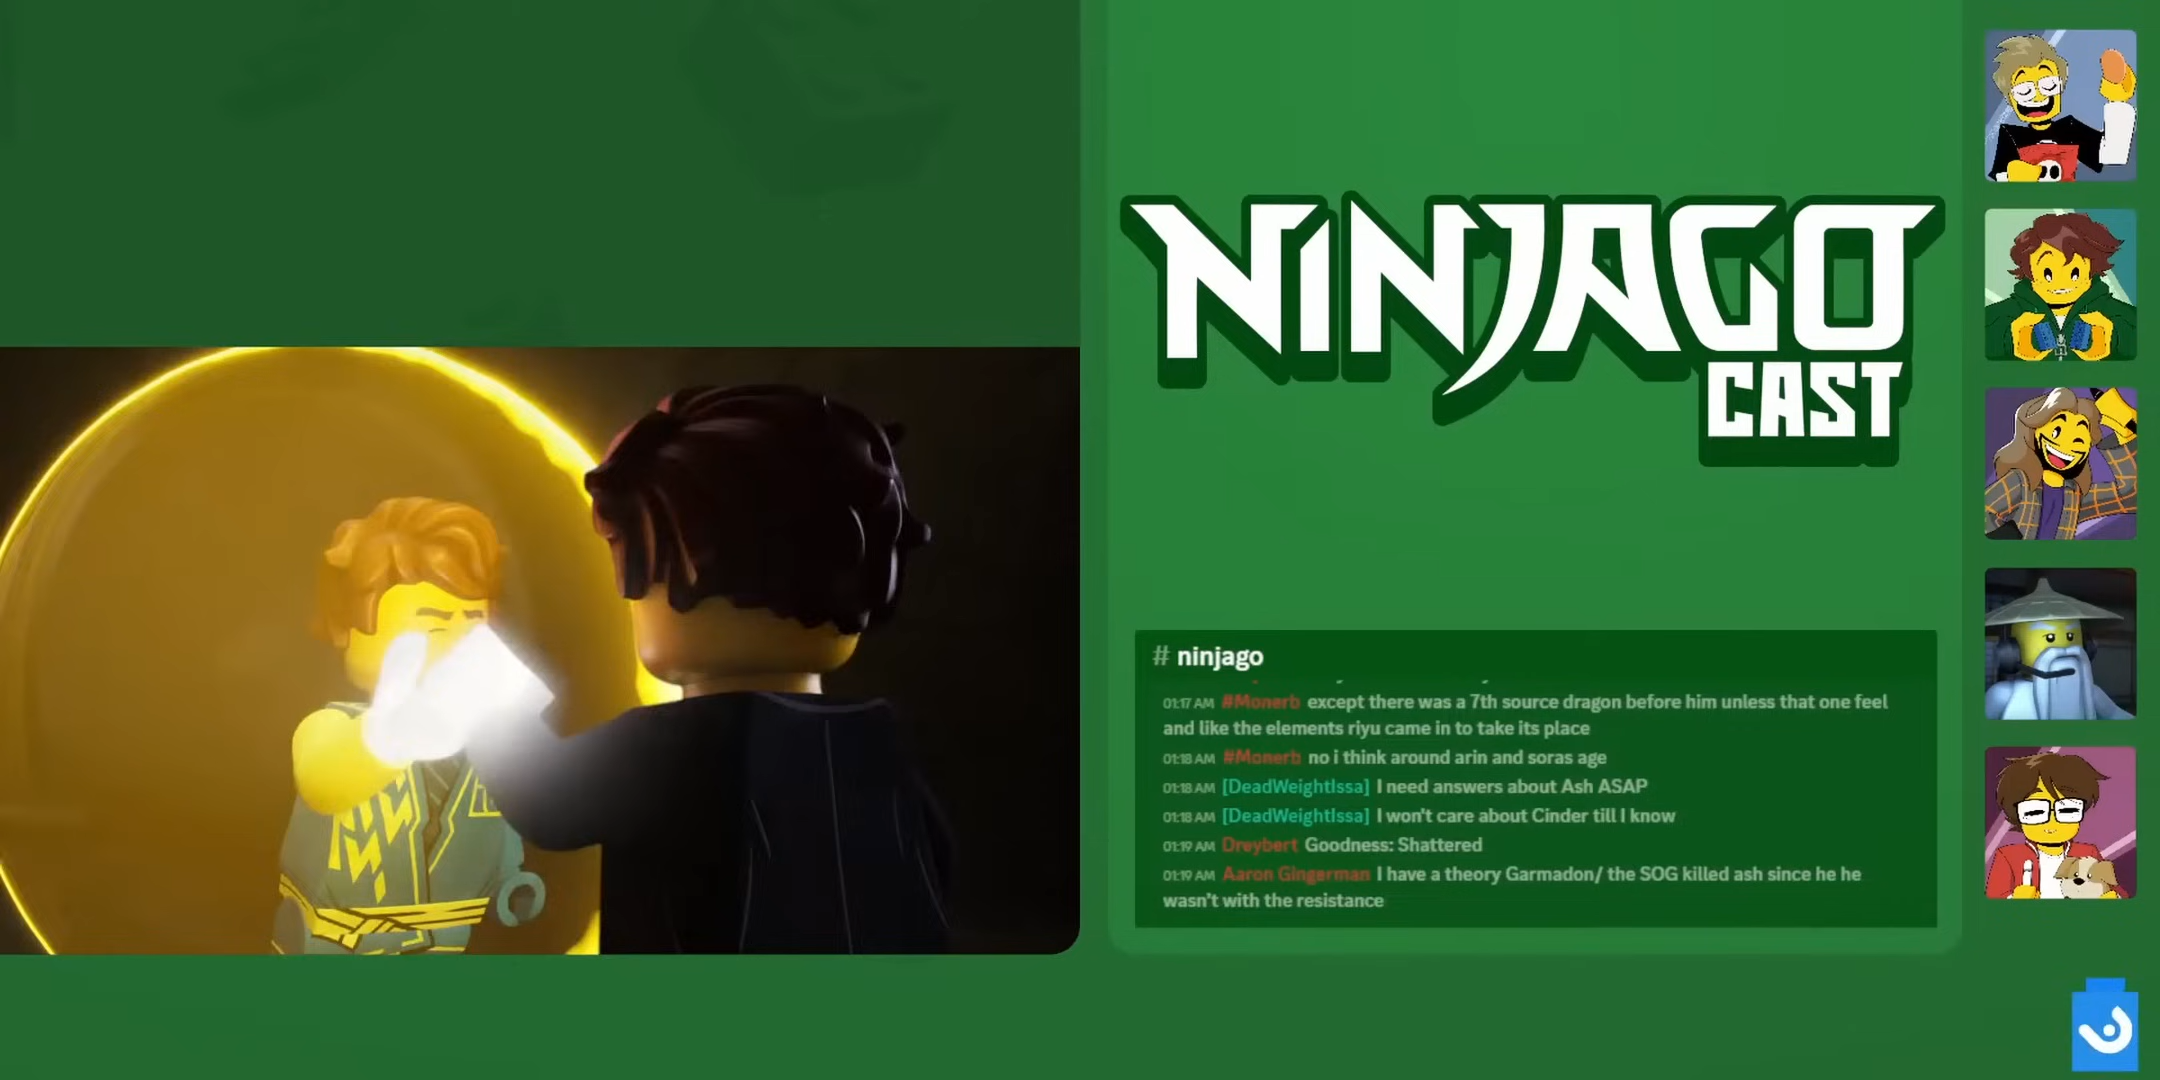 NINJAGO
CAST
# ninjago
01:17 AM #Monerb except there was a 7th source dragon before him unless that one feel
and like the elements riyu came in to take its place
01:18 AM #Monerb no i think around arin and soras age
01:18 AM [DeadWeightIssa] I need answers about Ash ASAP
01:18 AM [DeadWeightIssa] I won't care about Cinder till I know
01:19 AM Dreybert Goodness: Shattered
01:19 AM Aaron Gingerman I have a theory Garmadon/ the SOG killed ash since he he
wasn't with the resistance